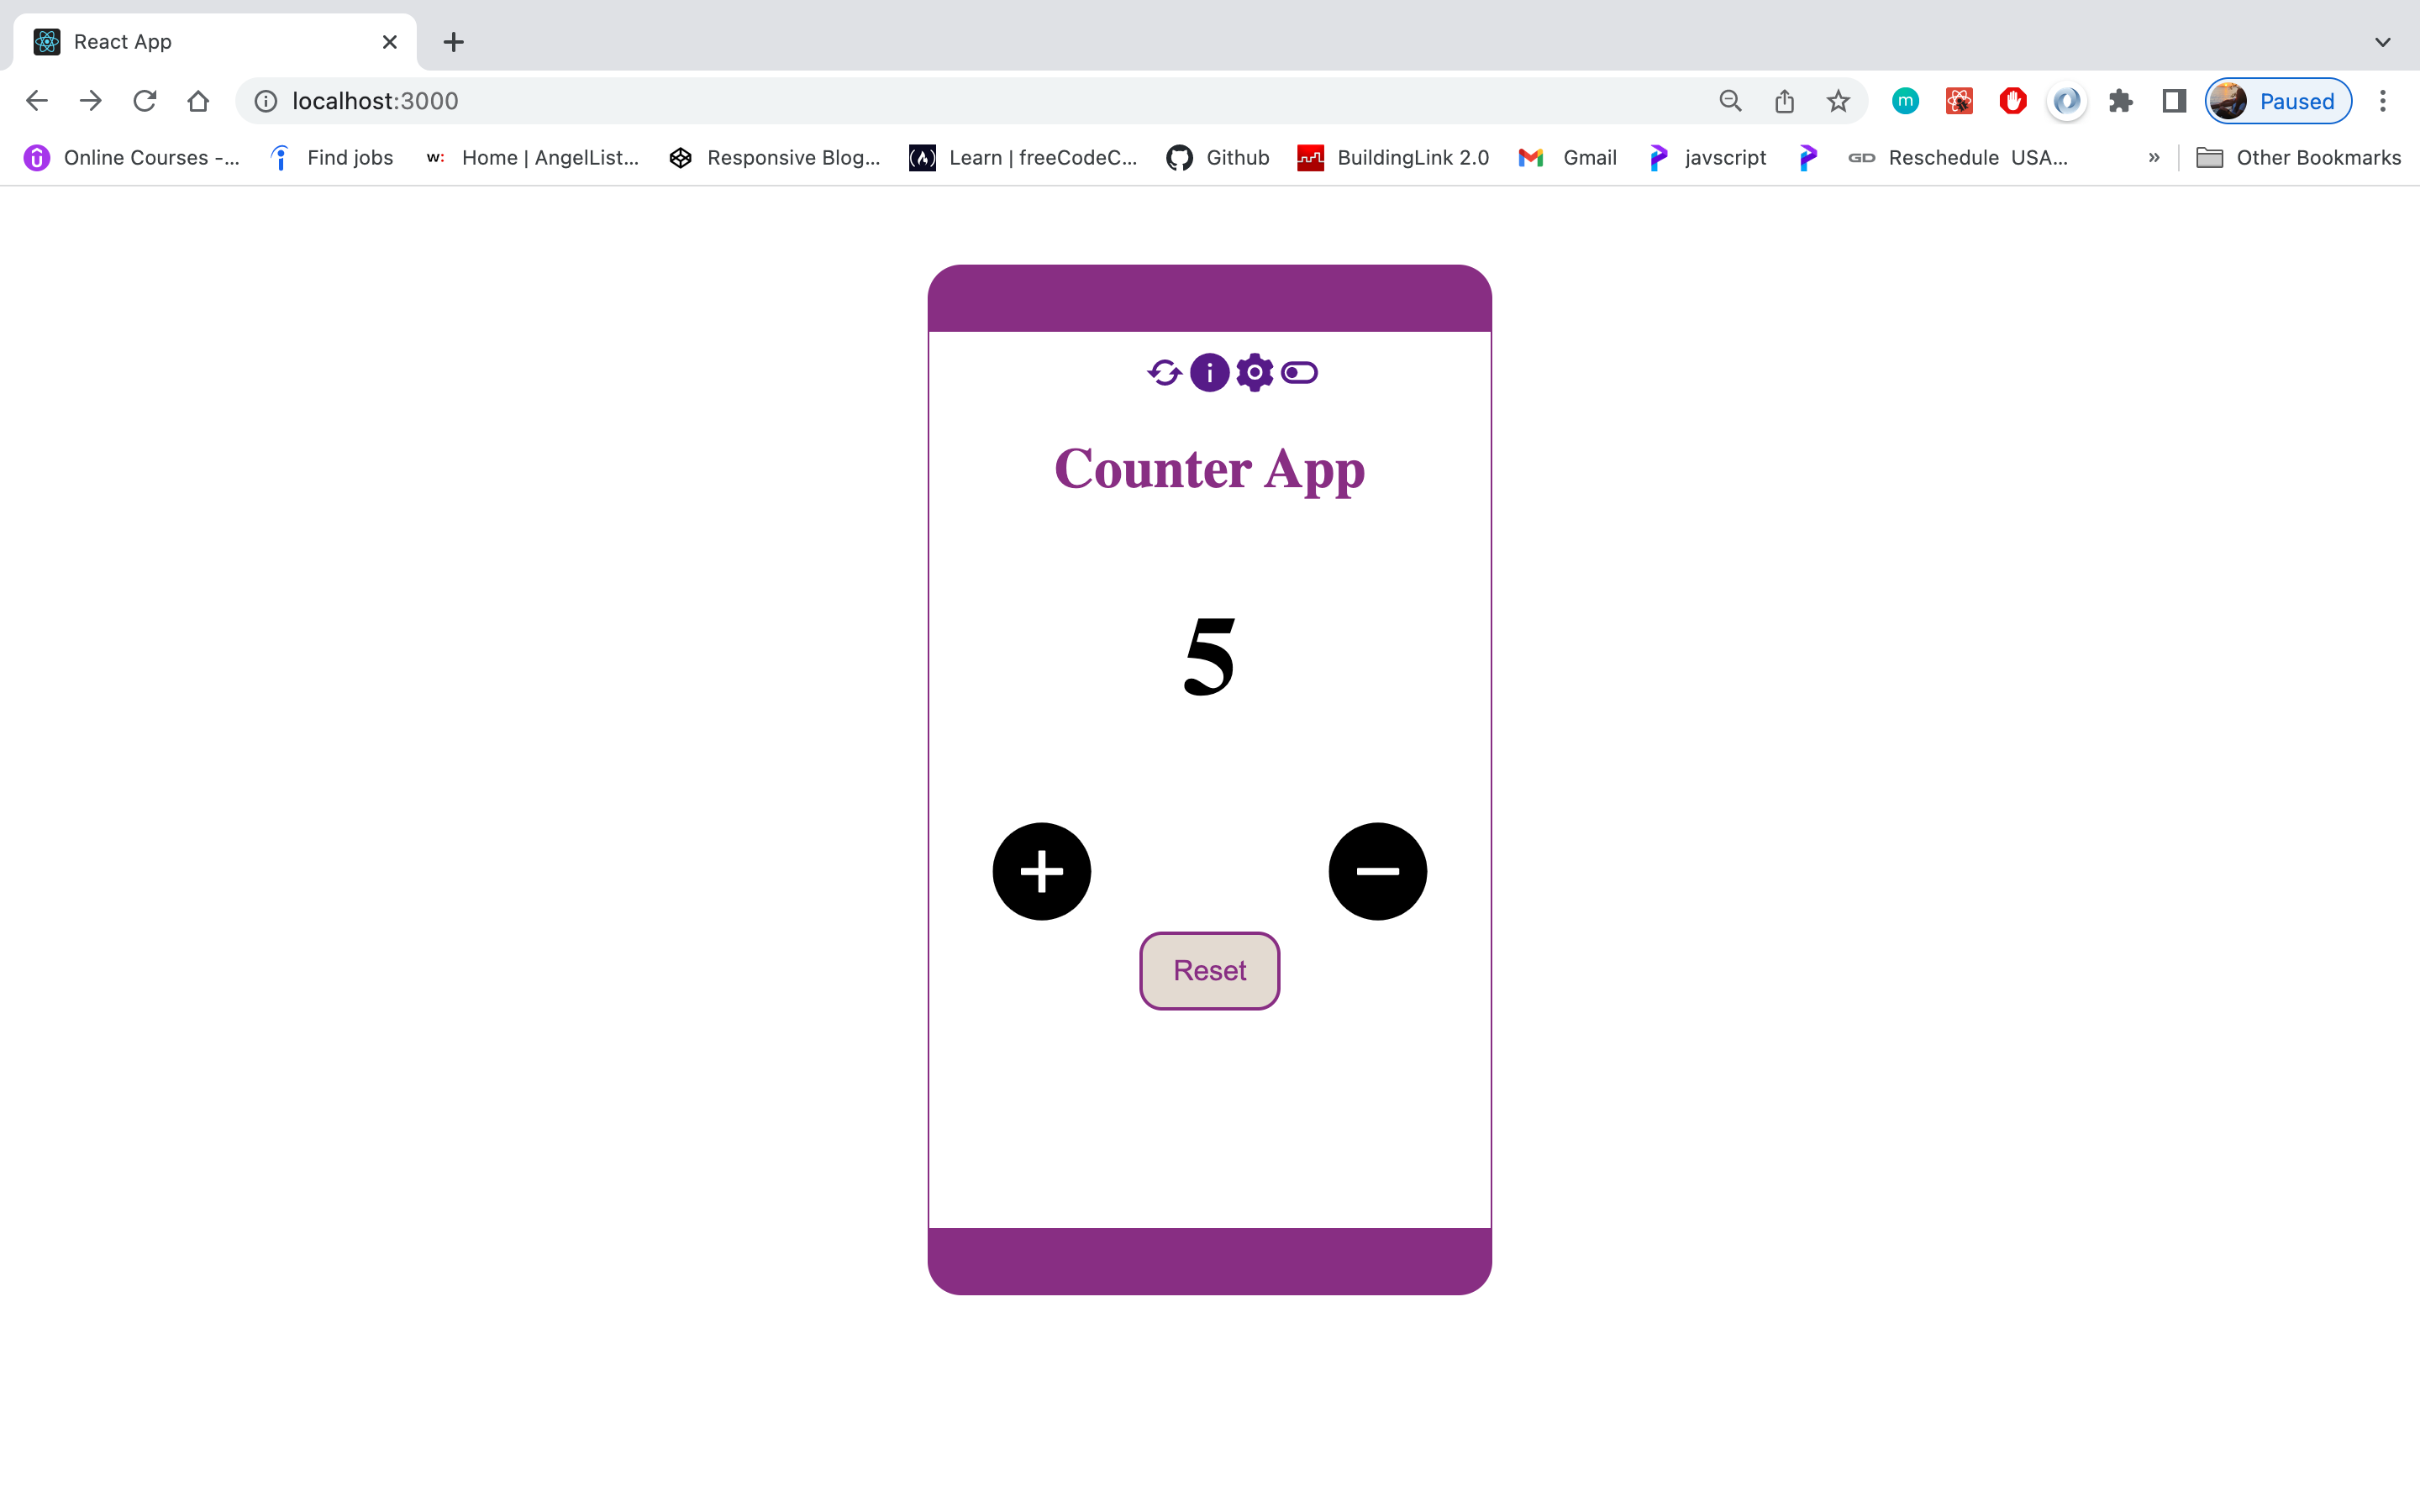 React App
localhost:3000
m
Paused
Online Courses -...
Find jobs
w:
Home | AngelList...
Responsive Blog...
Learn | freeCodeC...
Github
BuildingLink 2.0
Gmail
javscript
GD
Reschedule USA...
»
Other Bookmarks
Counter App
5
Reset